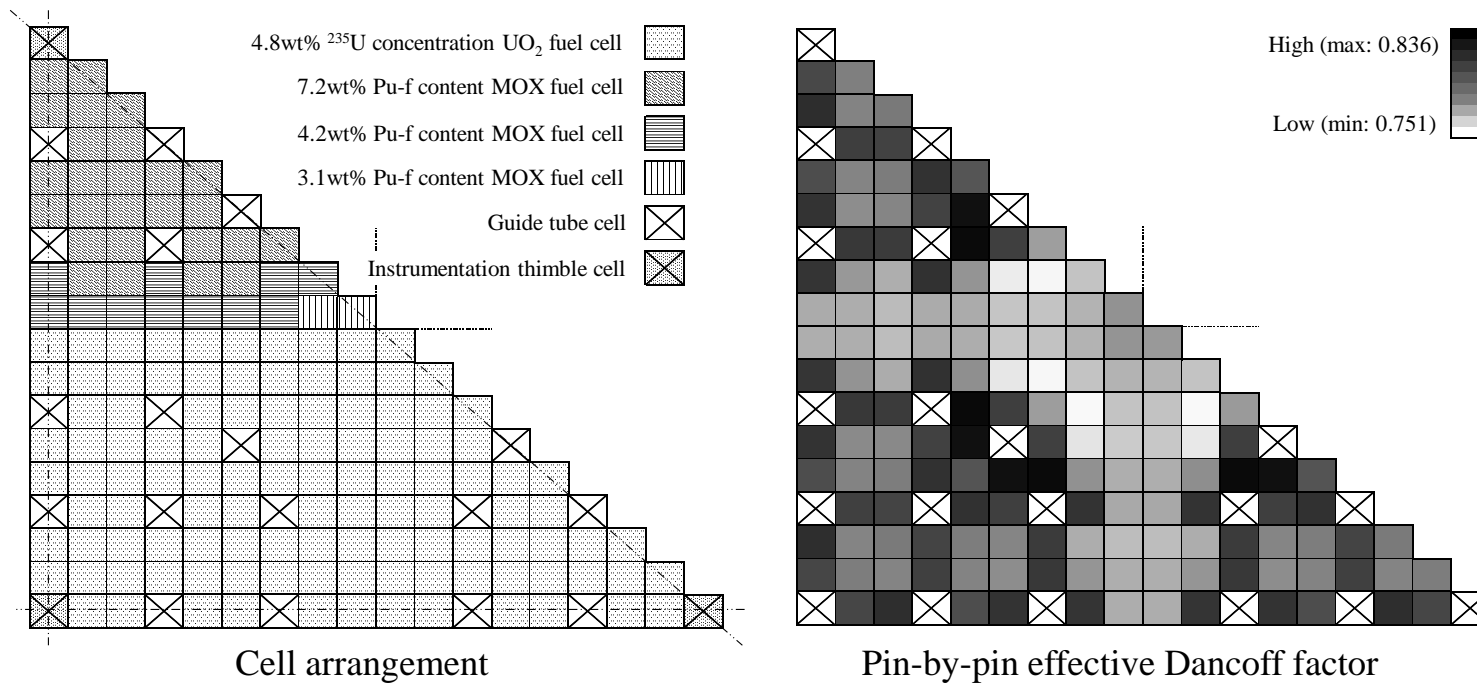 4.8wt% ²³⁵U concentration UO₂ fuel cell
7.2wt% Pu-f content MOX fuel cell
4.2wt% Pu-f content MOX fuel cell
3.1wt% Pu-f content MOX fuel cell
Guide tube cell
Instrumentation thimble cell
Cell arrangement
High (max: 0.836)
Low (min: 0.751)
Pin-by-pin effective Dancoff factor